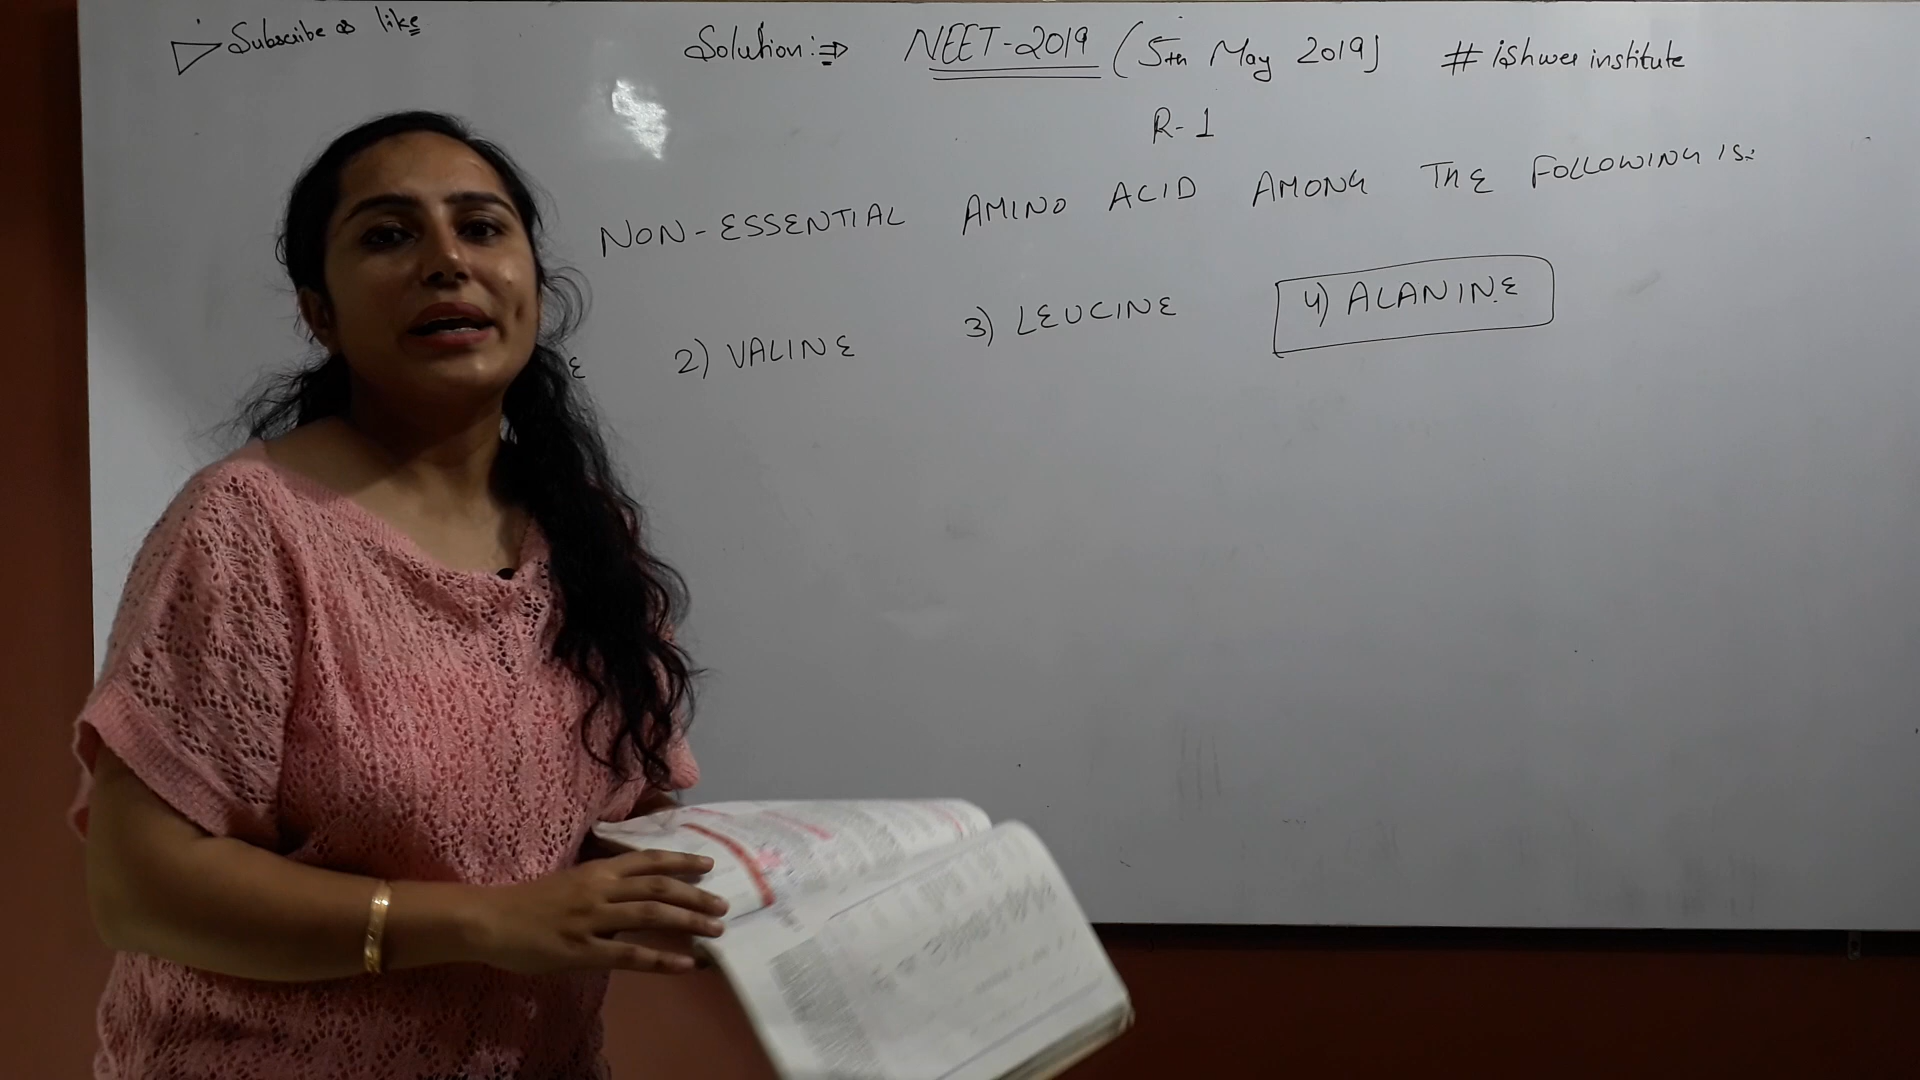 Subscribe & like
Solution:⇒ NEET-2019 (5th May 2019) # ishwer institute
R-1
NON-ESSENTIAL AMINO ACID AMONG THE FOLLOWING IS:
2) VALINE 3) LEUCINE 4) ALANINE